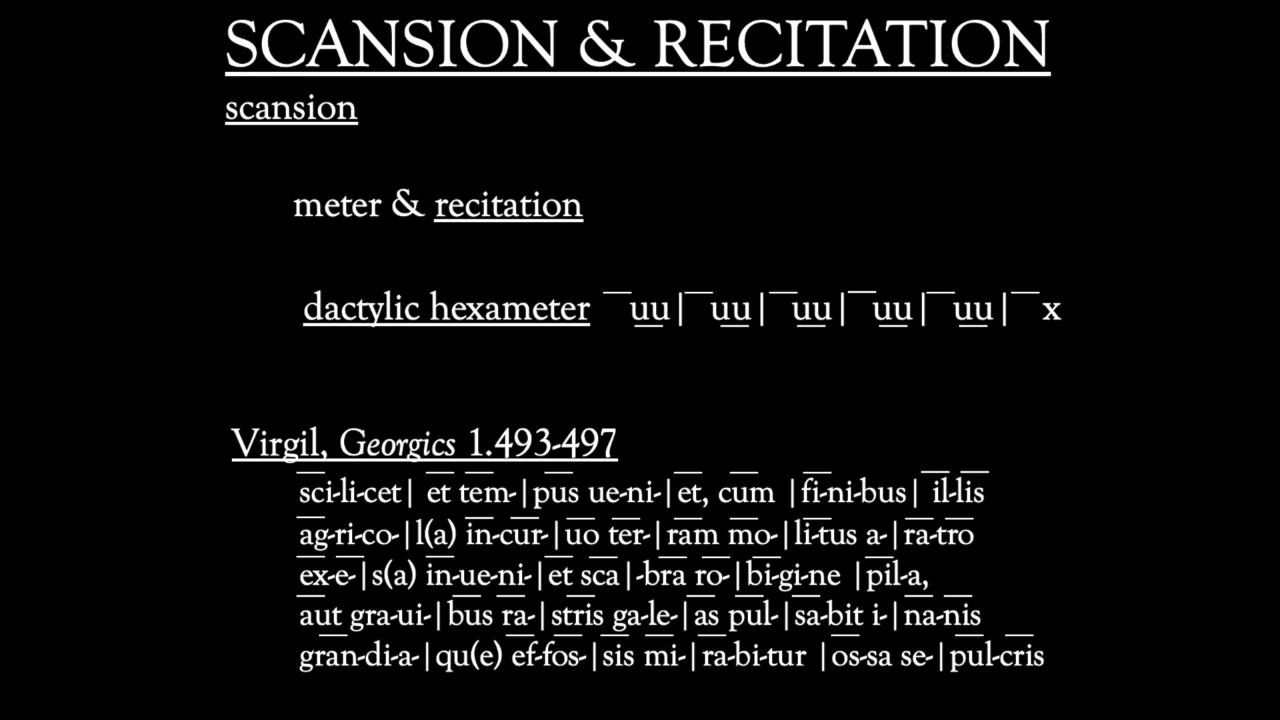 SCANSION & RECITATION
scansion
meter & recitation
dactylic hexameter ‾uu|‾uu|‾uu|‾uu|‾uu|‾x
Virgil, Georgics 1.493-497
sci-li-cet| et tem-|pus ue-ni-|et, cum |fi-ni-bus| il-lis
ag-ri-co-|l(a) in-cur-|uo ter-|ram mo-|li-tus a-|ra-tro
ex-e-|s(a) in-ue-ni-|et sca|-bra ro-|bi-gi-ne |pil-a,
aut gra-ui-|bus ra-|stris ga-le-|as pul-|sa-bit i-|na-nis
gran-di-a-|qu(e) ef-fos-|sis mi-|ra-bi-tur |os-sa se-|pul-cris